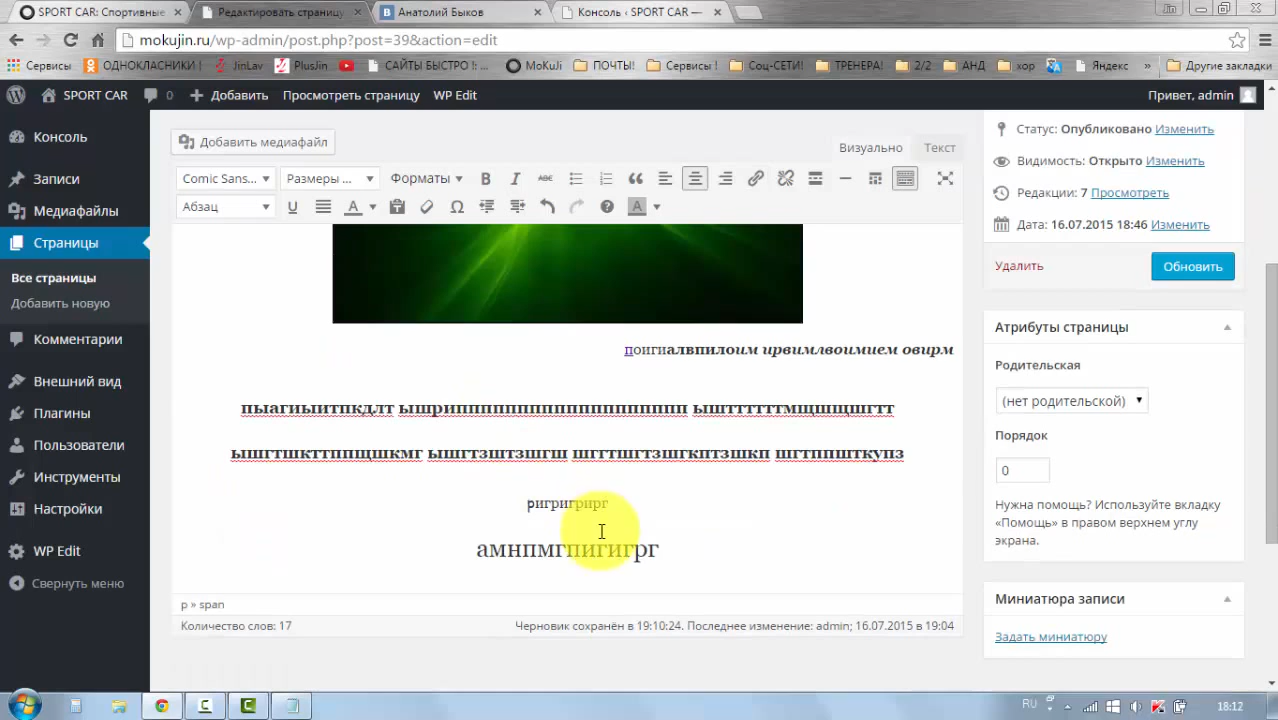 SPORT CAR: Спортивные
Редактировать страницу
Анатолий Быков
Консоль ‹ SPORT CAR —
mokujin.ru/wp-admin/post.php?post=39&action=edit
Сервисы
ОДНОКЛАСНИКИ !
JinLav
PlusJin
САЙТЫ БЫСТРО !: ...
MoKuJi
ПОЧТЫ!
Сервисы !
Соц-СЕТИ!
ТРЕНЕРА!
2/2
АНД
хор
Яндекс
»
Другие закладки
SPORT CAR
0
Добавить
Просмотреть страницу
WP Edit
Привет, admin
Консоль
Записи
Медиафайлы
Страницы
Все страницы
Добавить новую
Комментарии
Внешний вид
Плагины
Пользователи
Инструменты
Настройки
WP Edit
Свернуть меню
Добавить медиафайл
Визуально
Текст
Comic Sans...
Размеры ...
Форматы
Абзац
поигиалвпилоим ирвимлвоимием овирм
пыагиыитпкдлт ышрипппппппппппппппппппп ышттттттмщщщшгтт
ышгтшкттппщшкмг ышгтзштзшгш шгттшгтзшгкптзшкп шгтппшткупз
ригригрирг
амнпмгпигигрг
p » span
Количество слов: 17
Черновик сохранён в 19:10:24. Последнее изменение: admin; 16.07.2015 в 19:04
Статус: Опубликовано Изменить
Видимость: Открыто Изменить
Редакции: 7 Просмотреть
Дата: 16.07.2015 18:46 Изменить
Удалить
Обновить
Атрибуты страницы
Родительская
(нет родительской)
Порядок
0
Нужна помощь? Используйте вкладку
«Помощь» в правом верхнем углу
экрана.
Миниатюра записи
Задать миниатюру
RU
18:12